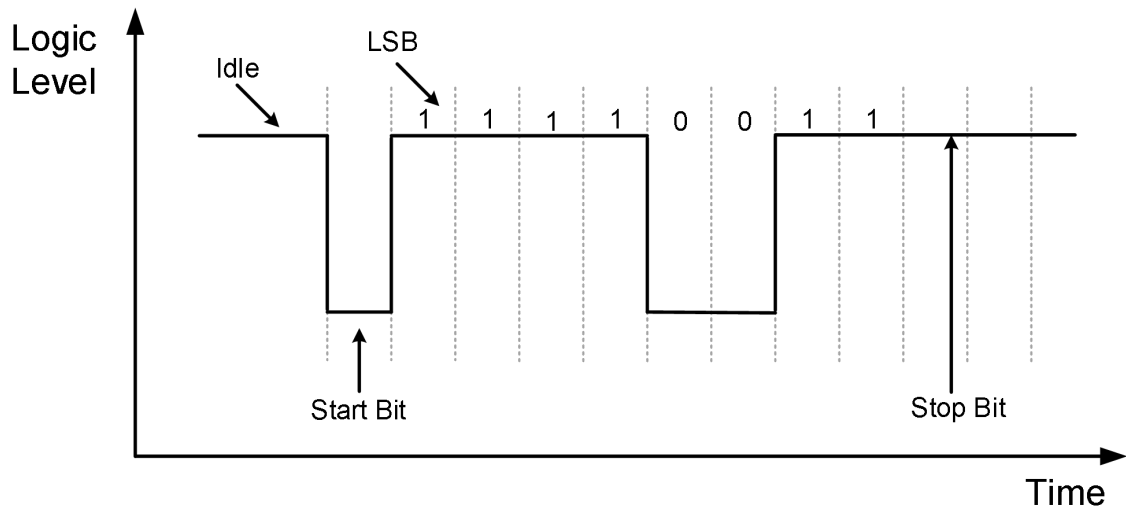 Logic
Level
Idle
LSB
1 1 1 1 0 0 1 1
Start Bit
Stop Bit
Time